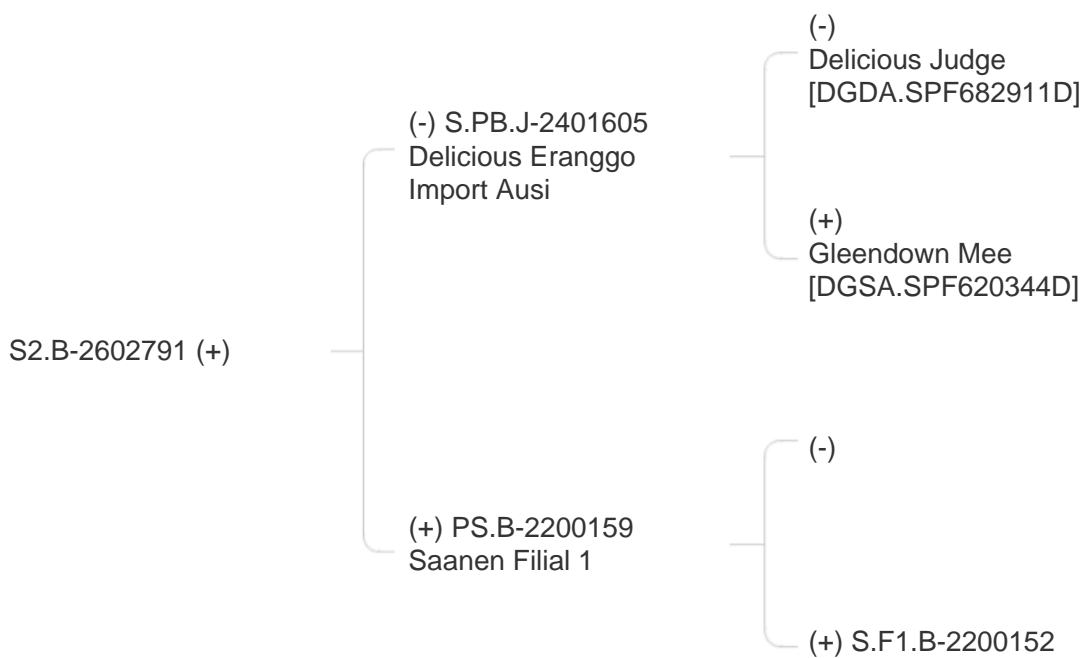 (-)
Delicious Judge
[DGDA.SPF682911D]
(-) S.PB.J-2401605
Delicious Eranggo
Import Ausi
(+)
Gleendown Mee
[DGSA.SPF620344D]
S2.B-2602791 (+)
(-)
(+) PS.B-2200159
Saanen Filial 1
(+) S.F1.B-2200152